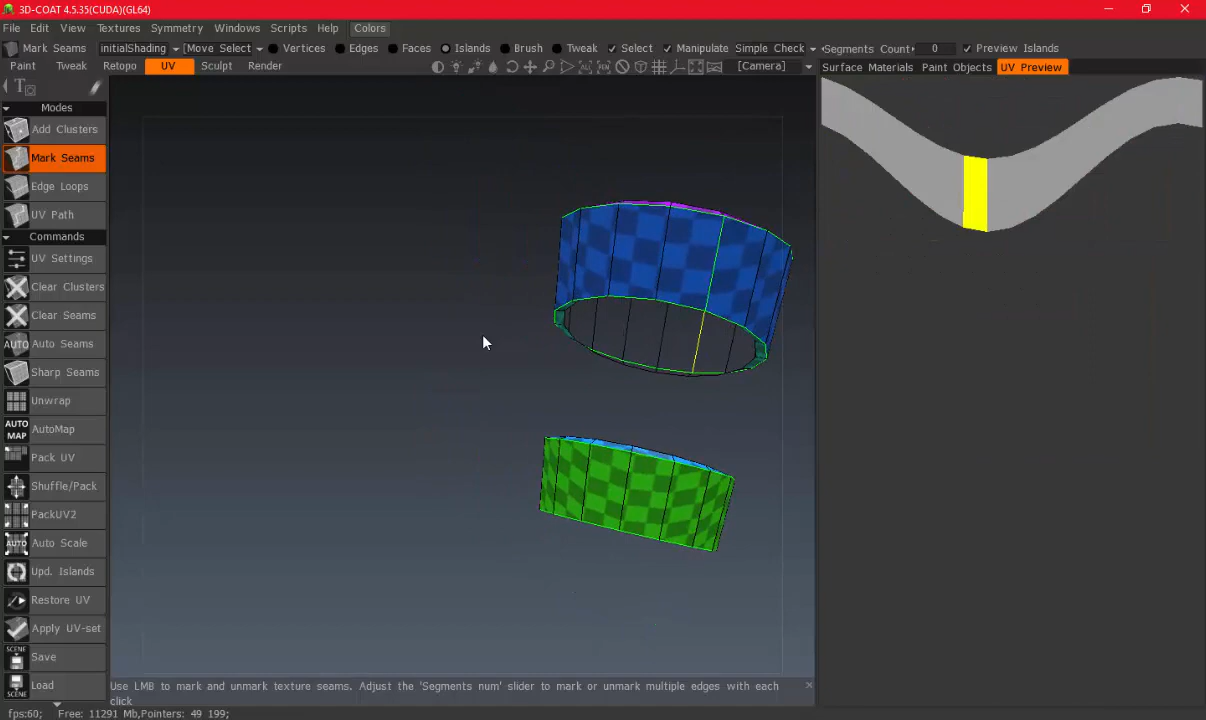 3D-COAT 4.5.35(CUDA)(GL64)
File Edit View Textures Symmetry Windows Scripts Help Colors
Mark Seams initialShading [Move Select Vertices Edges Faces Islands Brush Tweak Select Manipulate Simple Check Segments Count 0 Preview Islands
Paint Tweak Retopo UV Sculpt Render [Camera] Surface Materials Paint Objects UV Preview
Modes
Add Clusters
Mark Seams
Edge Loops
UV Path
Commands
UV Settings
Clear Clusters
Clear Seams
AUTO Auto Seams
Sharp Seams
Unwrap
AUTO MAP AutoMap
Pack UV
Shuffle/Pack
PackUV2
AUTO Auto Scale
Upd. Islands
Restore UV
Apply UV-set
SCENE Save
Load
SCENE
Use LMB to mark and unmark texture seams. Adjust the 'Segments num' slider to mark or unmark multiple edges with each
click
fps:60; Free: 11291 Mb,Pointers: 49 199;